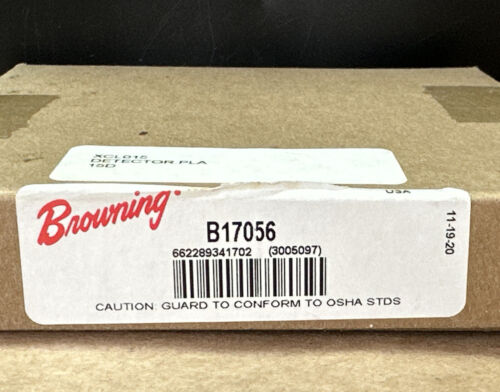 XCL015
DETECTOR PLA
15D
USA
Browning
B17056
662289341702 (3005097)
CAUTION: GUARD TO CONFORM TO OSHA STDS
11-19-20